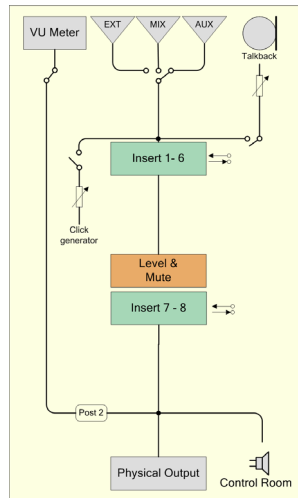 VU Meter
EXT
MIX
AUX
Talkback
Insert 1- 6
Click
generator
Level &
Mute
Insert 7 - 8
Post 2
Physical Output
Control Room